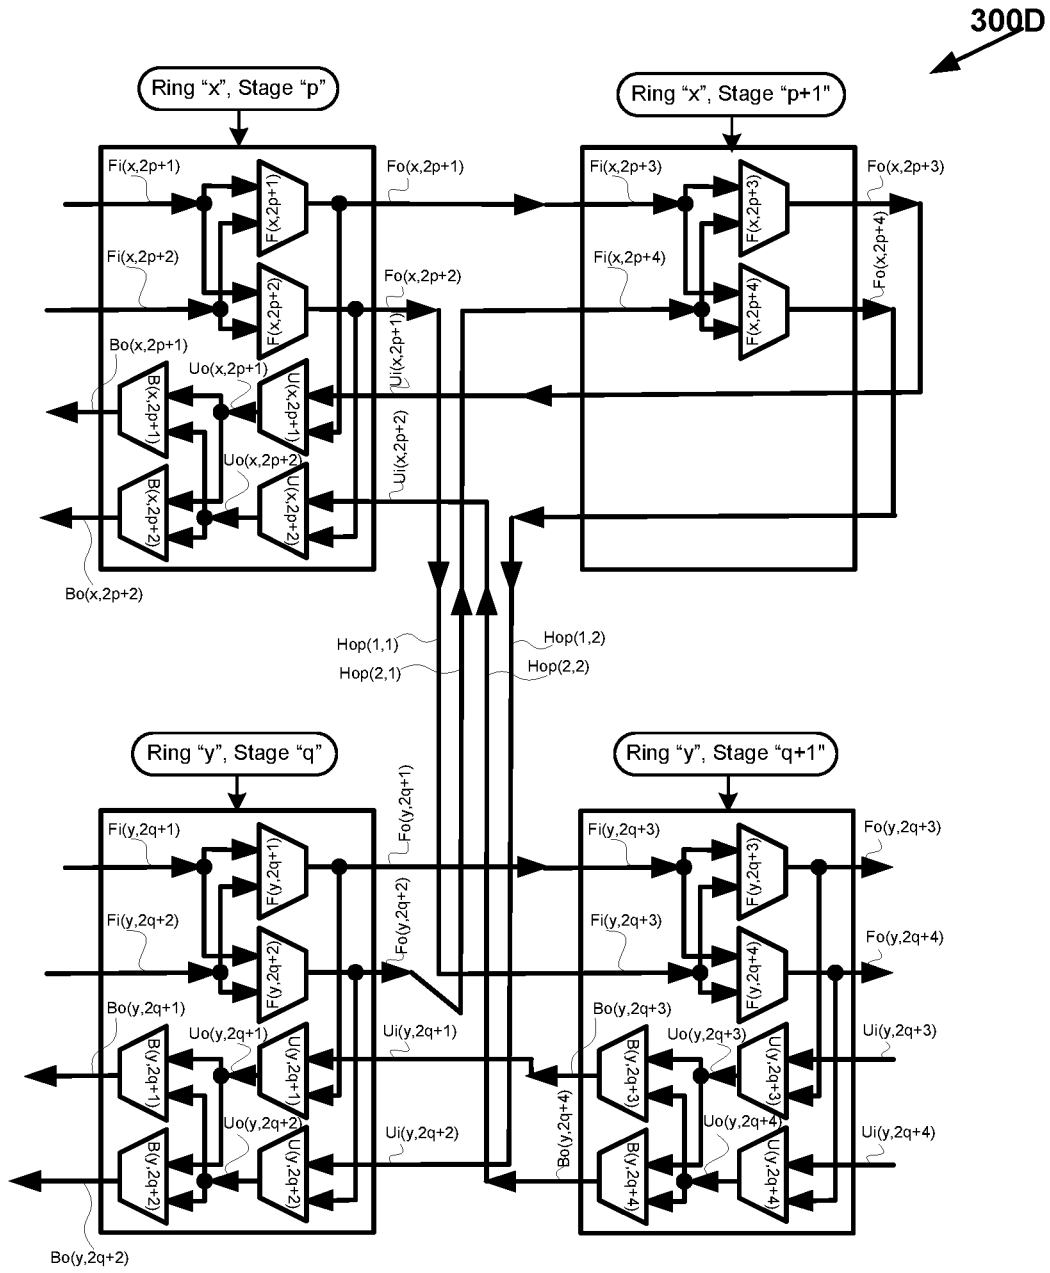 300D
Ring “x”, Stage “p”
Ring “x”, Stage “p+1"
Fi(x,2p+1)
F(x,2p+1)
Fo(x,2p+1)
Fi(x,2p+3)
F(x,2p+3)
Fo(x,2p+3)
Fi(x,2p+2)
F(x,2p+2)
Fo(x,2p+2)
Fi(x,2p+4)
F(x,2p+4)
Fo(x,2p+4)
Bo(x,2p+1)
B(x,2p+1)
Uo(x,2p+1)
U(x,2p+1)
Ui(x,2p+1)
B(x,2p+2)
Uo(x,2p+2)
U(x,2p+2)
Ui(x,2p+2)
Bo(x,2p+2)
Hop(1,1)
Hop(1,2)
Hop(2,1)
Hop(2,2)
Ring “y”, Stage “q”
Ring “y”, Stage “q+1"
Fi(y,2q+1)
F(y,2q+1)
Fo(y,2q+1)
Fi(y,2q+3)
F(y,2q+3)
Fo(y,2q+3)
Fi(y,2q+2)
F(y,2q+2)
Fo(y,2q+2)
Fi(y,2q+3)
F(y,2q+4)
Fo(y,2q+4)
Bo(y,2q+1)
B(y,2q+1)
Uo(y,2q+1)
U(y,2q+1)
Ui(y,2q+1)
Bo(y,2q+3)
B(y,2q+3)
Uo(y,2q+3)
U(y,2q+3)
Ui(y,2q+3)
B(y,2q+2)
Uo(y,2q+2)
U(y,2q+2)
Ui(y,2q+2)
Bo(y,2q+4)
B(y,2q+4)
Uo(y,2q+4)
U(y,2q+4)
Ui(y,2q+4)
Bo(y,2q+2)